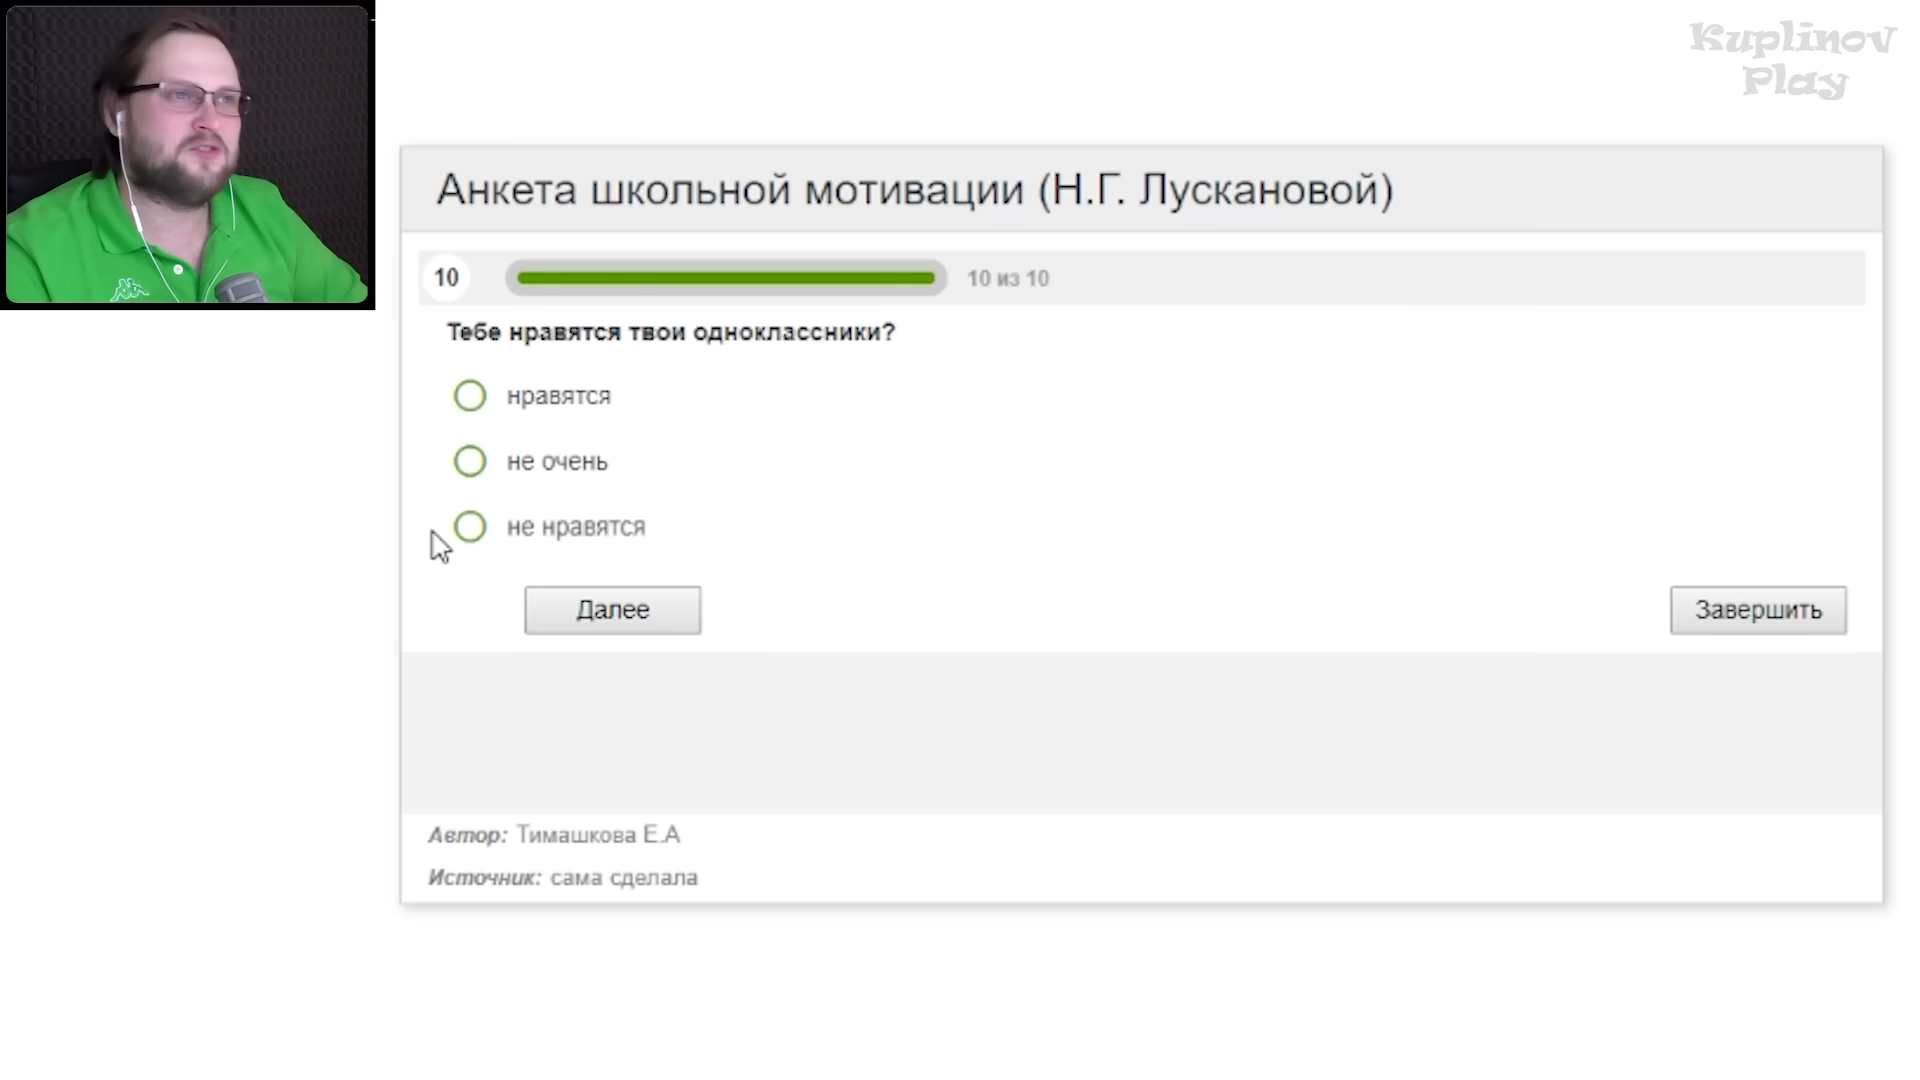 Kuplinov
Play
Анкета школьной мотивации (Н.Г. Лускановой)
10
10 из 10
Тебе нравятся твои одноклассники?
нравятся
не очень
не нравятся
Далее
Завершить
Автор: Тимашкова Е.А
Источник: сама сделала